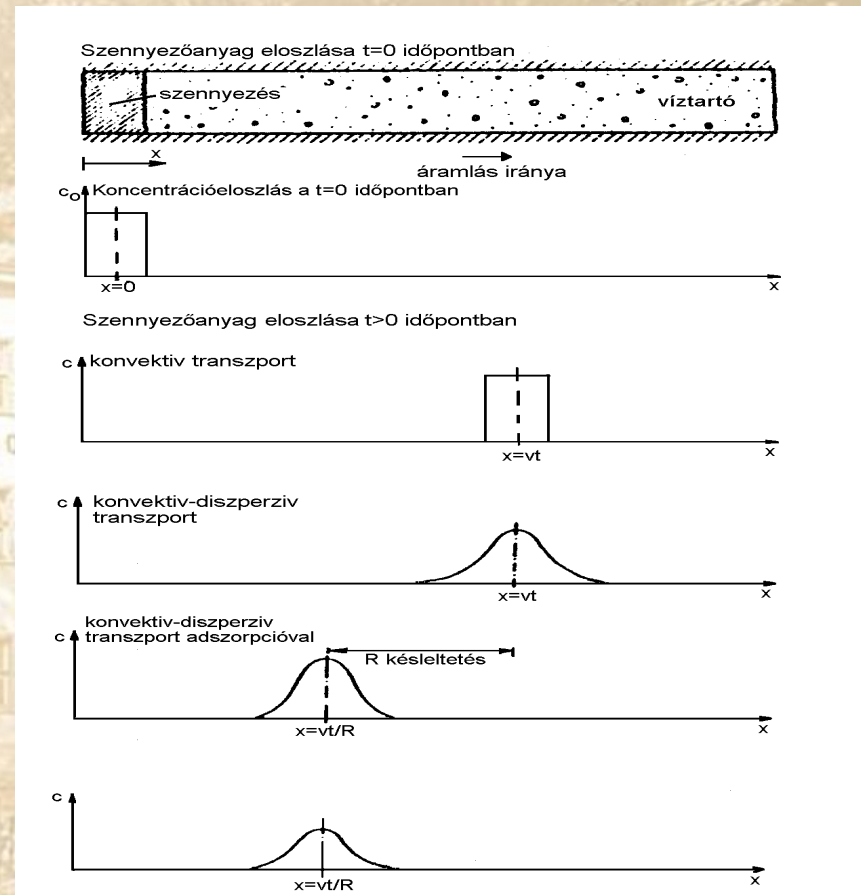 Szennyezőanyag eloszlása t=0 időpontban
szennyezés
víztartó
x
áramlás iránya
c₀
Koncentrációeloszlás a t=0 időpontban
x=0
x
Szennyezőanyag eloszlása t>0 időpontban
c
konvektiv transzport
x=vt
x
c
konvektiv-diszperziv
transzport
x=vt
x
konvektiv-diszperziv
c
transzport adszorpcióval
R késleltetés
x=vt/R
x
c
x=vt/R
x